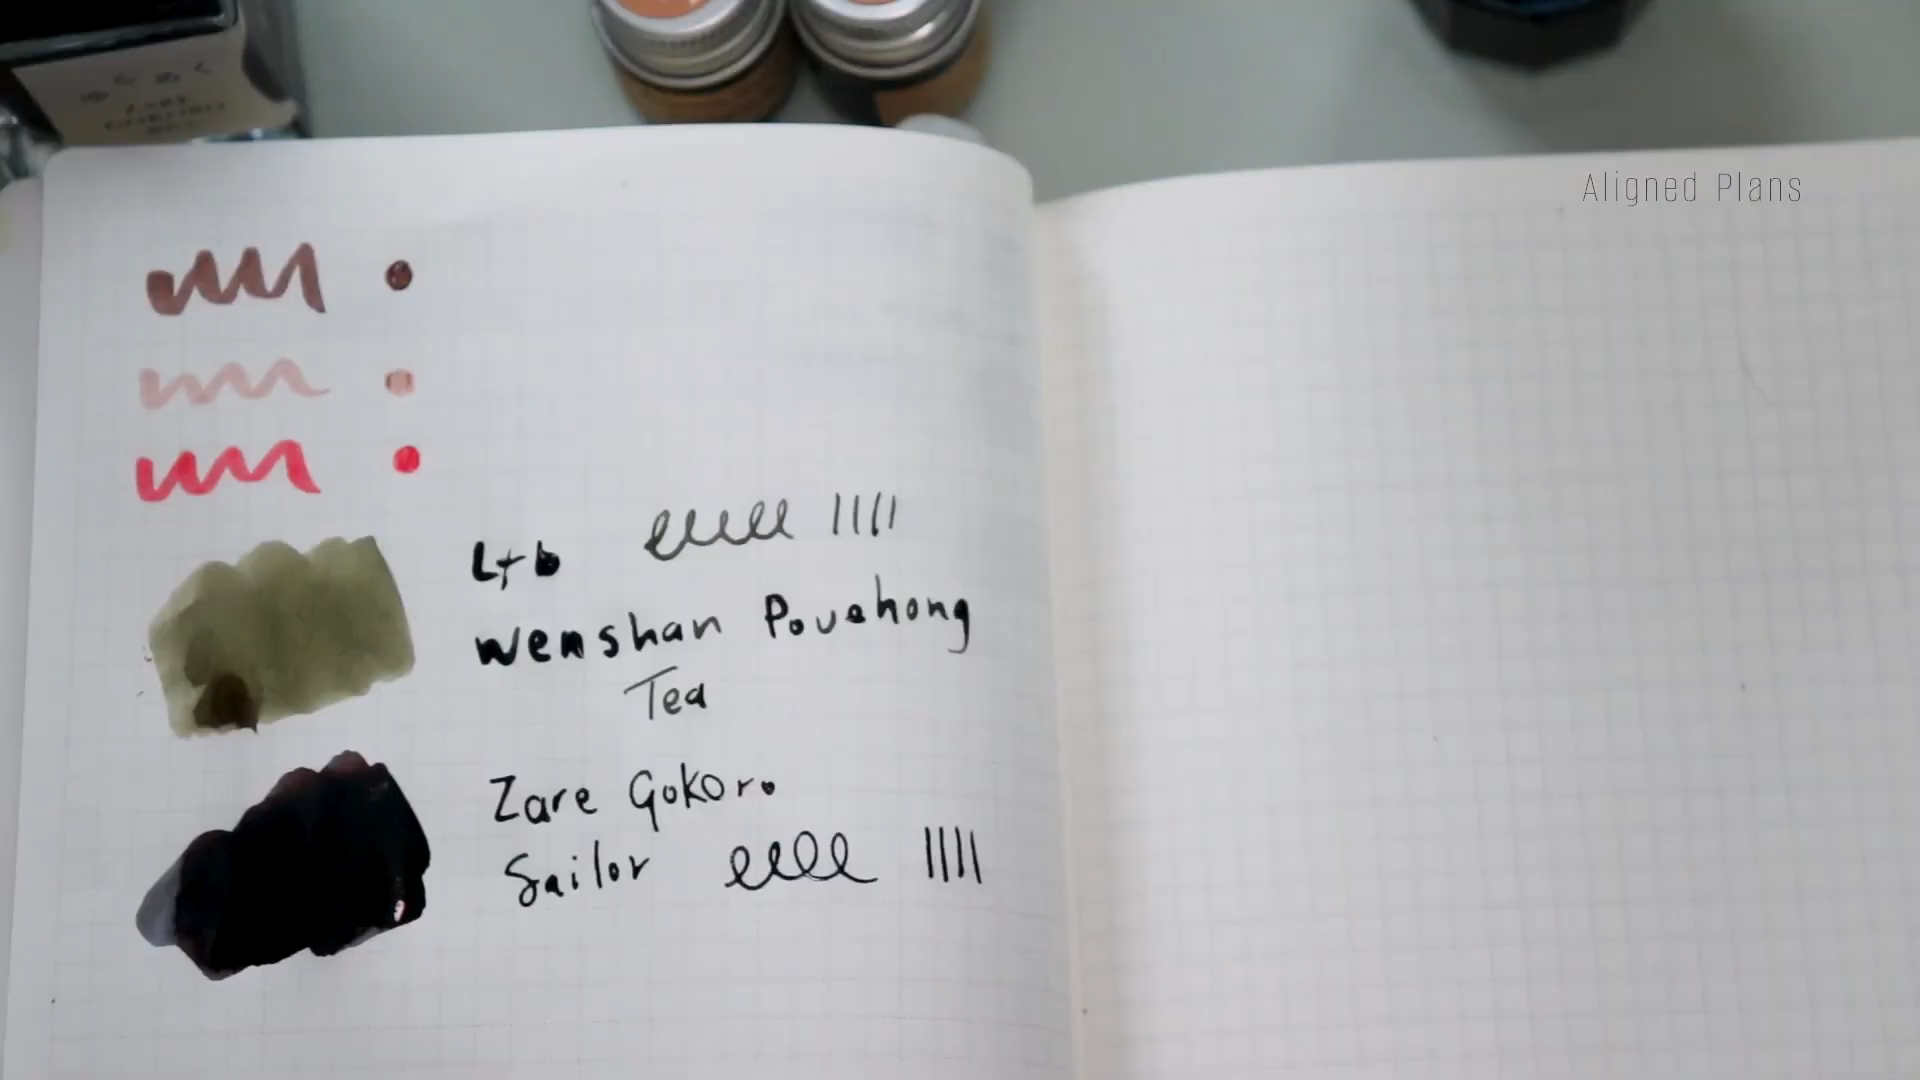 Aligned Plans
L+b
Wenshan Pouchong
Tea
Zare Gokoro
Sailor